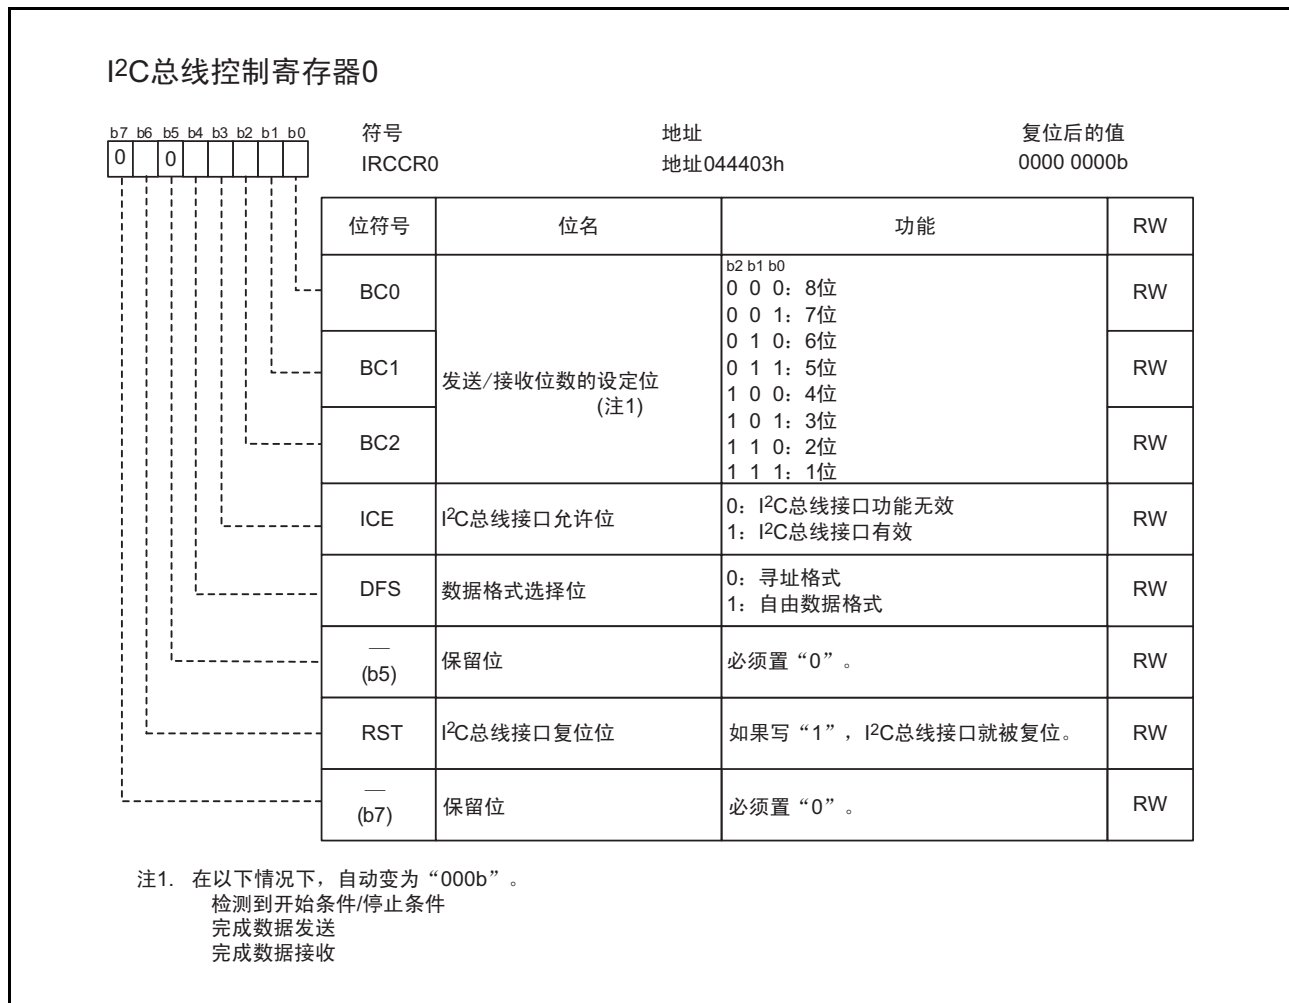 I²C总线控制寄存器0
b7 b6 b5 b4 b3 b2 b1 b0
0 0
符号 地址 复位后的值
IRCCR0 地址044403h 0000 0000b
位符号 位名 功能 RW
BC0 RW
BC1 RW
BC2 RW
发送/接收位数的设定位
(注1)
b2 b1 b0
0 0 0：8位
0 0 1：7位
0 1 0：6位
0 1 1：5位
1 0 0：4位
1 0 1：3位
1 1 0：2位
1 1 1：1位
ICE I²C总线接口允许位 RW
0：I²C总线接口功能无效
1：I²C总线接口有效
DFS 数据格式选择位 RW
0：寻址格式
1：自由数据格式
—
(b5) 保留位 必须置“0”。 RW
RST I²C总线接口复位位 如果写“1”，I²C总线接口就被复位。 RW
—
(b7) 保留位 必须置“0”。 RW
注1. 在以下情况下，自动变为“000b”。
检测到开始条件/停止条件
完成数据发送
完成数据接收